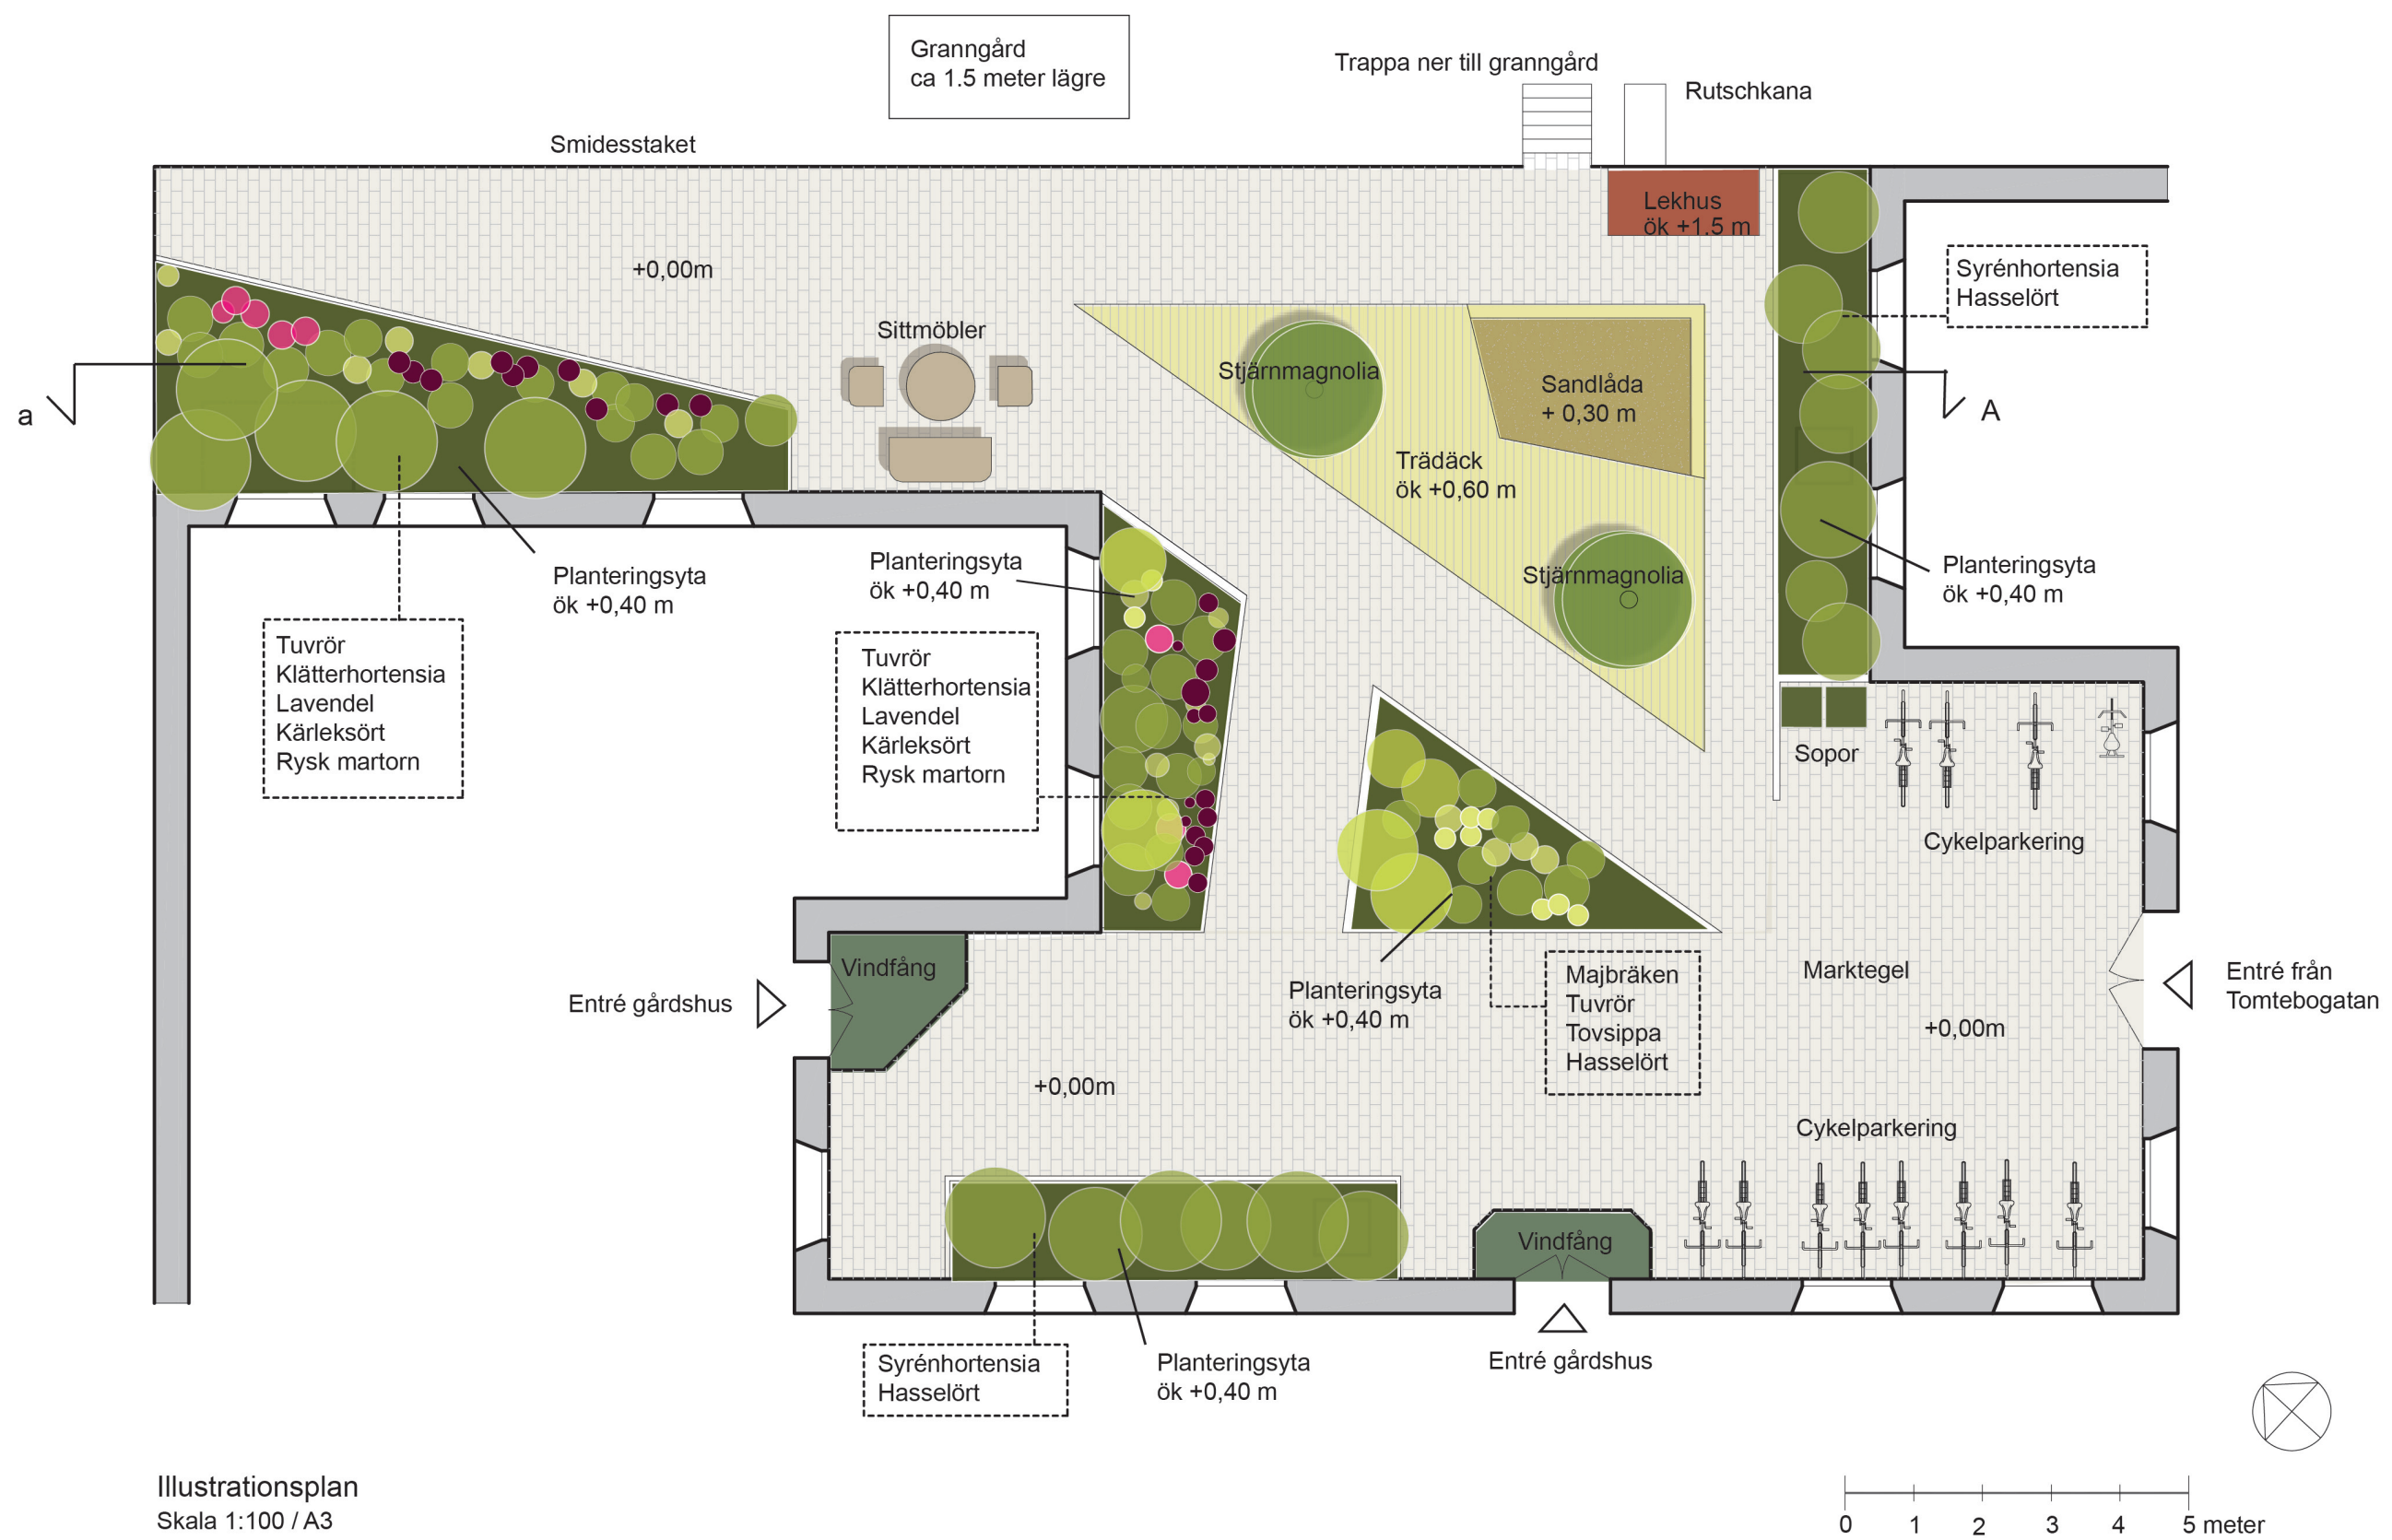 Granngård
ca 1.5 meter lägre
Trappa ner till granngård
Rutschkana
Smidesstaket
Lekhus
ök +1.5 m
+0,00m
Syrénhortensia
Hasselört
Sittmöbler
Stjärnmagnolia
Sandlåda
+ 0,30 m
a
A
Trädäck
ök +0,60 m
Planteringsyta
ök +0,40 m
Planteringsyta
ök +0,40 m
Stjärnmagnolia
Planteringsyta
ök +0,40 m
Tuvrör
Klätterhortensia
Lavendel
Kärleksört
Rysk martorn
Tuvrör
Klätterhortensia
Lavendel
Kärleksört
Rysk martorn
Sopor
Cykelparkering
Vindfång
Entré gårdshus
Planteringsyta
ök +0,40 m
Majbräken
Tuvrör
Tovsippa
Hasselört
Marktegel
Entré från
Tomtebogatan
+0,00m
+0,00m
Cykelparkering
Vindfång
Syrénhortensia
Hasselört
Planteringsyta
ök +0,40 m
Entré gårdshus
Illustrationsplan
Skala 1:100 / A3
0 1 2 3 4 5 meter